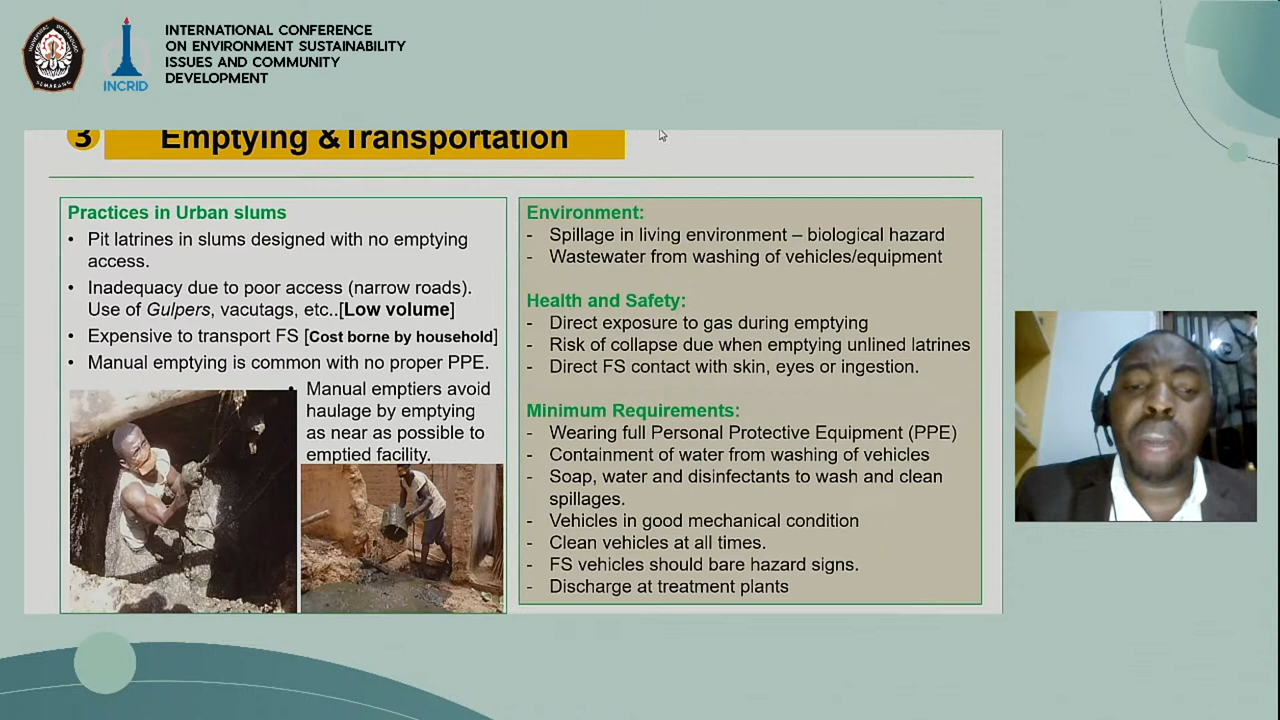 INTERNATIONAL CONFERENCE
ON ENVIRONMENT SUSTAINABILITY
ISSUES AND COMMUNITY
DEVELOPMENT
INCRID
SEMARANG
3
Emptying &Transportation
Practices in Urban slums
• Pit latrines in slums designed with no emptying
access.
• Inadequacy due to poor access (narrow roads).
Use of Gulpers, vacutags, etc..[Low volume]
• Expensive to transport FS [Cost borne by household]
• Manual emptying is common with no proper PPE.
• Manual emptiers avoid
haulage by emptying
as near as possible to
emptied facility.
Environment:
- Spillage in living environment – biological hazard
- Wastewater from washing of vehicles/equipment
Health and Safety:
- Direct exposure to gas during emptying
- Risk of collapse due when emptying unlined latrines
- Direct FS contact with skin, eyes or ingestion.
Minimum Requirements:
- Wearing full Personal Protective Equipment (PPE)
- Containment of water from washing of vehicles
- Soap, water and disinfectants to wash and clean
spillages.
- Vehicles in good mechanical condition
- Clean vehicles at all times.
- FS vehicles should bare hazard signs.
- Discharge at treatment plants